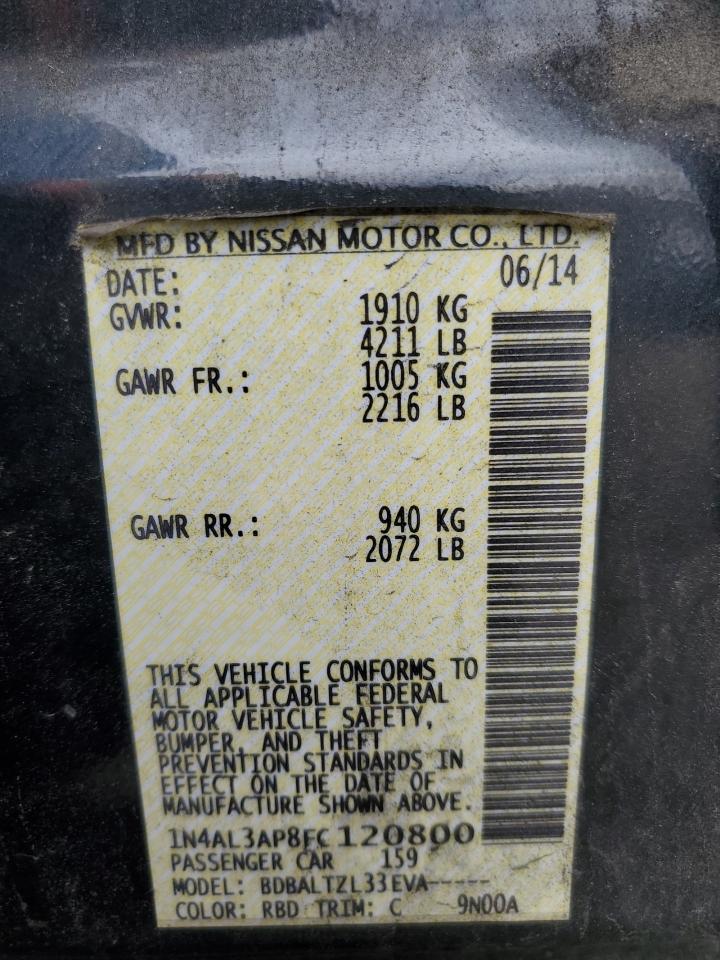 MFD BY NISSAN MOTOR CO., LTD.
DATE: 06/14
GVWR: 1910 KG
4211 LB
GAWR FR.: 1005 KG
2216 LB
GAWR RR.: 940 KG
2072 LB
THIS VEHICLE CONFORMS TO
ALL APPLICABLE FEDERAL
MOTOR VEHICLE SAFETY,
BUMPER, AND THEFT
PREVENTION STANDARDS IN
EFFECT ON THE DATE OF
MANUFACTURE SHOWN ABOVE.
1N4AL3AP8FC120800
PASSENGER CAR 159
MODEL: BDBALTZL33EVA-----
COLOR: RBD TRIM: C 9N00A